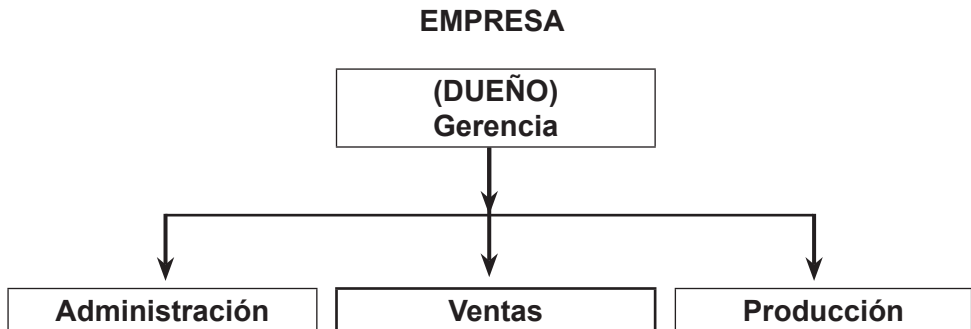 EMPRESA
(DUEÑO)
Gerencia
Administración
Ventas
Producción